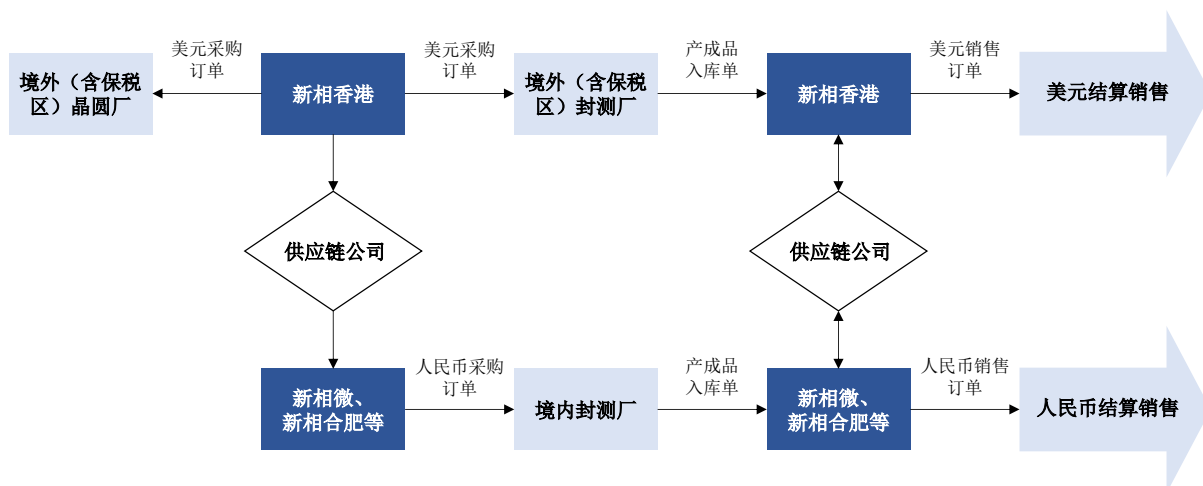 美元采购
订单
美元采购
订单
产成品
入库单
美元销售
订单
境外（含保税
区）晶圆厂
新相香港
境外（含保税
区）封测厂
新相香港
美元结算销售
供应链公司
供应链公司
人民币采购
订单
产成品
入库单
人民币销售
订单
新相微、
新相合肥等
境内封测厂
新相微、
新相合肥等
人民币结算销售